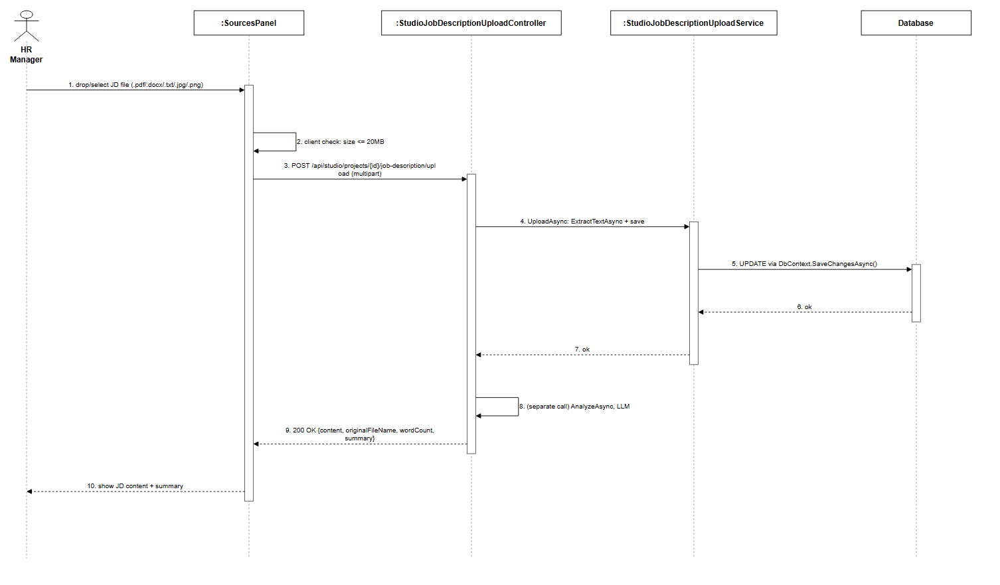 HR
Manager
:SourcesPanel
:StudioJobDescriptionUploadController
:StudioJobDescriptionUploadService
Database
1. drop/select JD file (.pdf/.docx/.txt/.jpg/.png)
2. client check: size <= 20MB
3. POST /api/studio/projects/{id}/job-description/upl
oad (multipart)
4. UploadAsync: ExtractTextAsync + save
5. UPDATE via DbContext.SaveChangesAsync()
6. ok
7. ok
8. (separate call) AnalyzeAsync, LLM
9. 200 OK {content, originalFileName, wordCount,
summary}
10. show JD content + summary